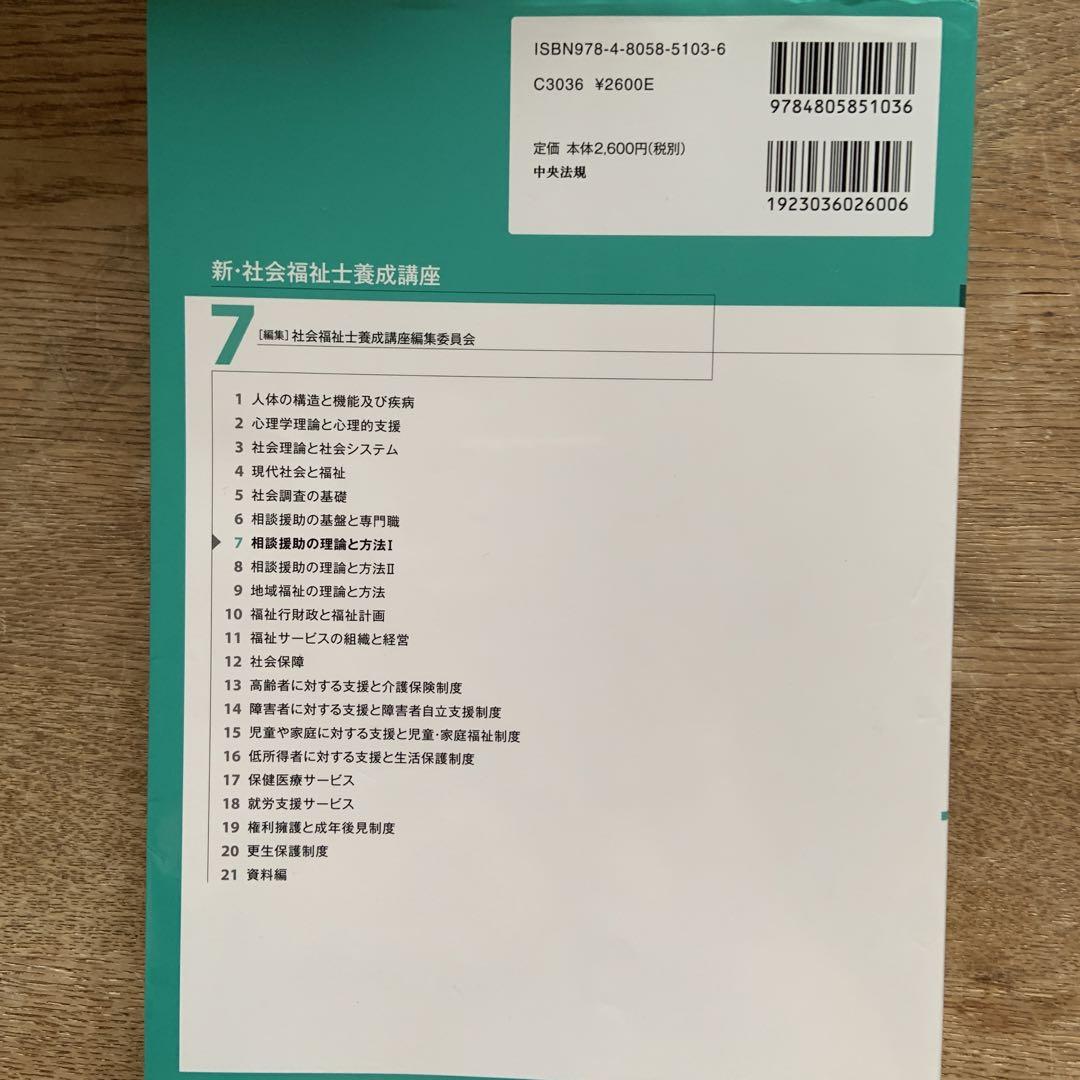 ISBN978-4-8058-5103-6
C3036 ¥2600E
9784805851036
定価 本体2,600円(税別)
中央法規
1923036026006
新・社会福祉士養成講座
7 [編集]社会福祉士養成講座編集委員会
1 人体の構造と機能及び疾病
2 心理学理論と心理的支援
3 社会理論と社会システム
4 現代社会と福祉
5 社会調査の基礎
6 相談援助の基盤と専門職
7 相談援助の理論と方法Ⅰ
8 相談援助の理論と方法Ⅱ
9 地域福祉の理論と方法
10 福祉行財政と福祉計画
11 福祉サービスの組織と経営
12 社会保障
13 高齢者に対する支援と介護保険制度
14 障害者に対する支援と障害者自立支援制度
15 児童や家庭に対する支援と児童・家庭福祉制度
16 低所得者に対する支援と生活保護制度
17 保健医療サービス
18 就労支援サービス
19 権利擁護と成年後見制度
20 更生保護制度
21 資料編